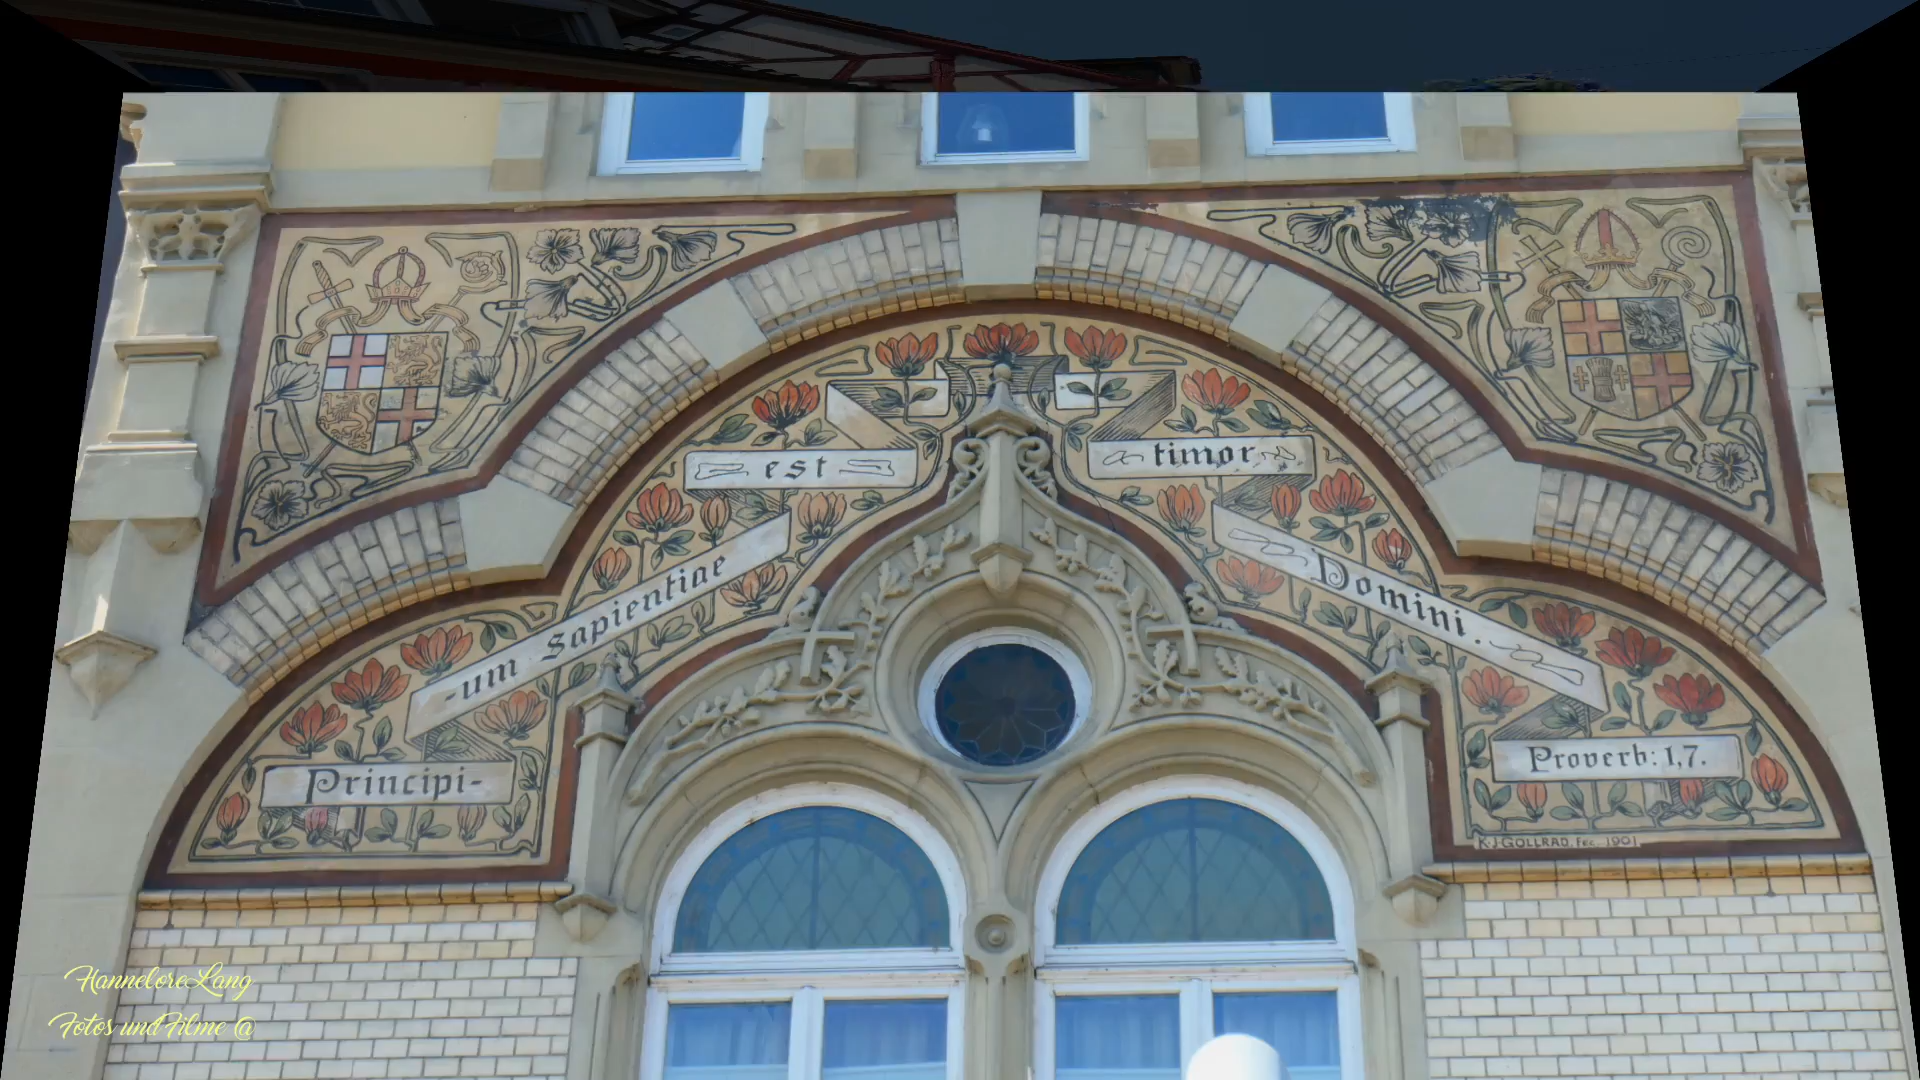 Principi-
-um sapientiae
est
timor
Domini.
Proverb: 1,7.
K.J.GOLLRAD. Fec. 1901
Hannelore Lang
Fotos und Filme @